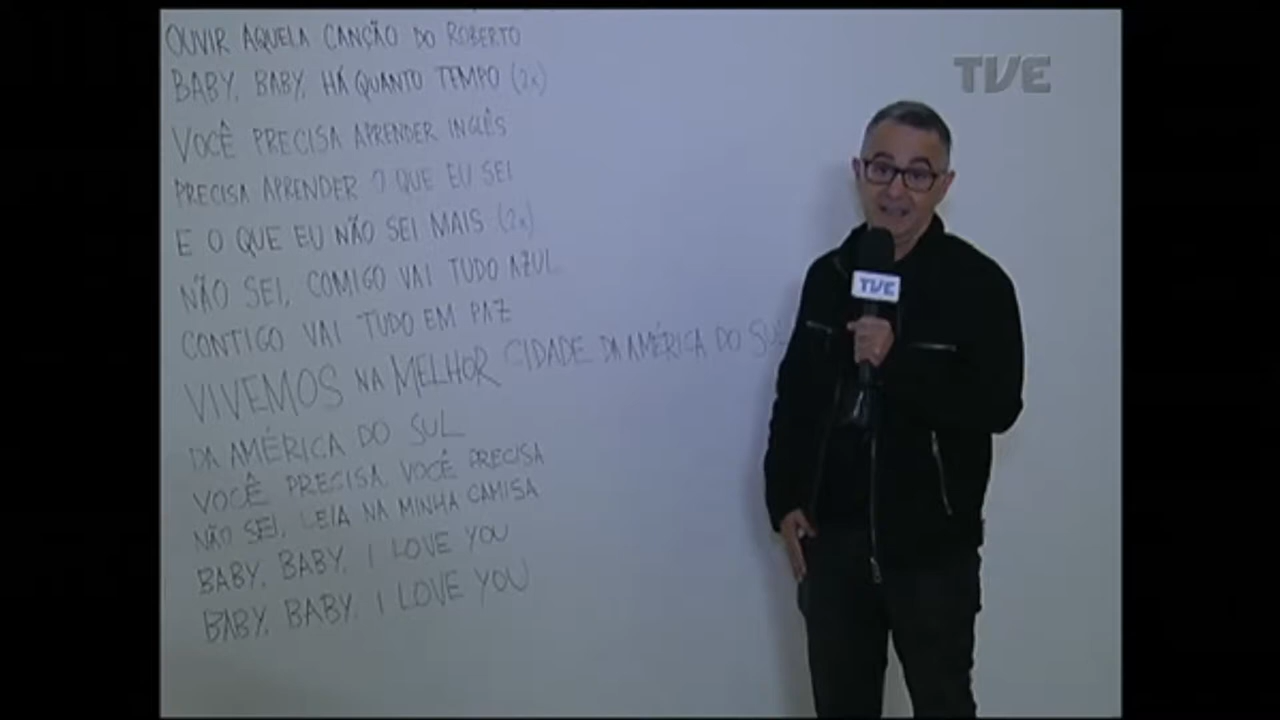 OUVIR AQUELA CANÇÃO DO ROBERTO
BABY, BABY, HÁ QUANTO TEMPO (2x)
VOCÊ PRECISA APRENDER INGLÊS
PRECISA APRENDER O QUE EU SEI
E O QUE EU NÃO SEI MAIS (2x)
NÃO SEI, COMIGO VAI TUDO AZUL
CONTIGO VAI TUDO EM PAZ
VIVEMOS NA MELHOR CIDADE DA AMÉRICA DO SUL
DA AMÉRICA DO SUL
VOCÊ PRECISA, VOCÊ PRECISA
NÃO SEI, LEIA NA MINHA CAMISA
BABY, BABY, I LOVE YOU
BABY, BABY, I LOVE YOU
TVE
TVE